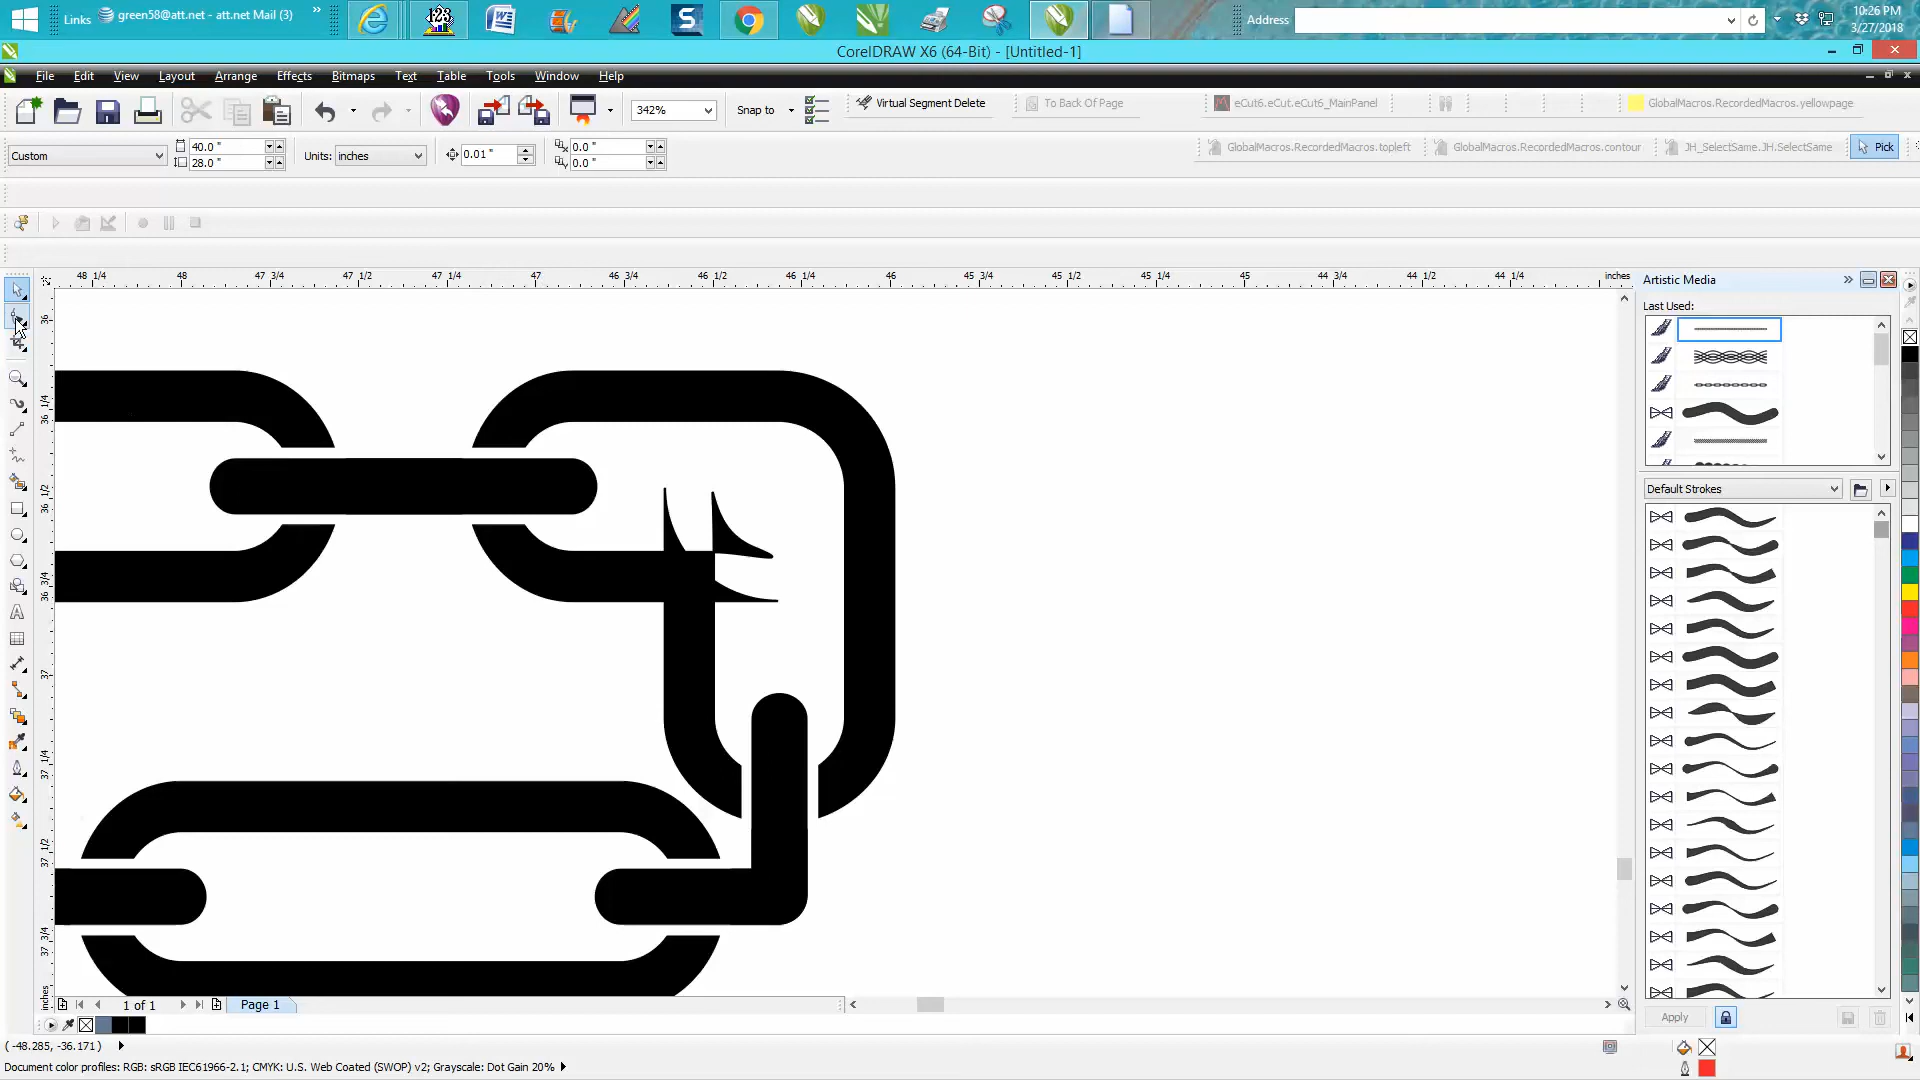 Links
green58@att.net - att.net Mail (3)
»
Address
10:26 PM
3/27/2018
CorelDRAW X6 (64-Bit) - [Untitled-1]
File Edit View Layout Arrange Effects Bitmaps Text Table Tools Window Help
342%
Snap to
Virtual Segment Delete
To Back Of Page
eCut6.eCut.eCut6_MainPanel
GlobalMacros.RecordedMacros.yellowpage
Custom
40.0 "
28.0 "
Units: inches
0.01 "
0.0 "
0.0 "
GlobalMacros.RecordedMacros.topleft
GlobalMacros.RecordedMacros.contour
JH_SelectSame.JH.SelectSame
Pick
48 1/4 48 47 3/4 47 1/2 47 1/4 47 46 3/4 46 1/2 46 1/4 46 45 3/4 45 1/2 45 1/4 45 44 3/4 44 1/2 44 1/4 inches
36
36 1/4
36 1/2
36 3/4
37
37 1/4
37 1/2
37 3/4
inches
Artistic Media
Last Used:
Default Strokes
Apply
1 of 1
Page 1
( -48.285, -36.171 )
Document color profiles: RGB: sRGB IEC61966-2.1; CMYK: U.S. Web Coated (SWOP) v2; Grayscale: Dot Gain 20%